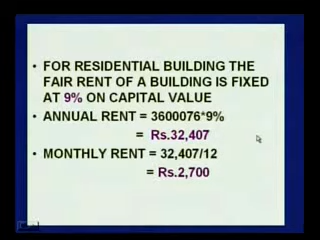 • FOR RESIDENTIAL BUILDING THE
FAIR RENT OF A BUILDING IS FIXED
AT 9% ON CAPITAL VALUE
• ANNUAL RENT = 3600076*9%
= Rs.32,407
• MONTHLY RENT = 32,407/12
= Rs.2,700